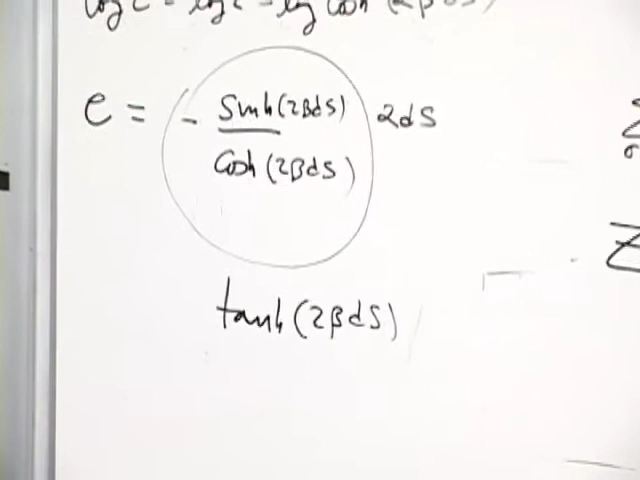 e = - sinh(2βds) / cosh(2βds) 2ds
tanh(2βds)
Z